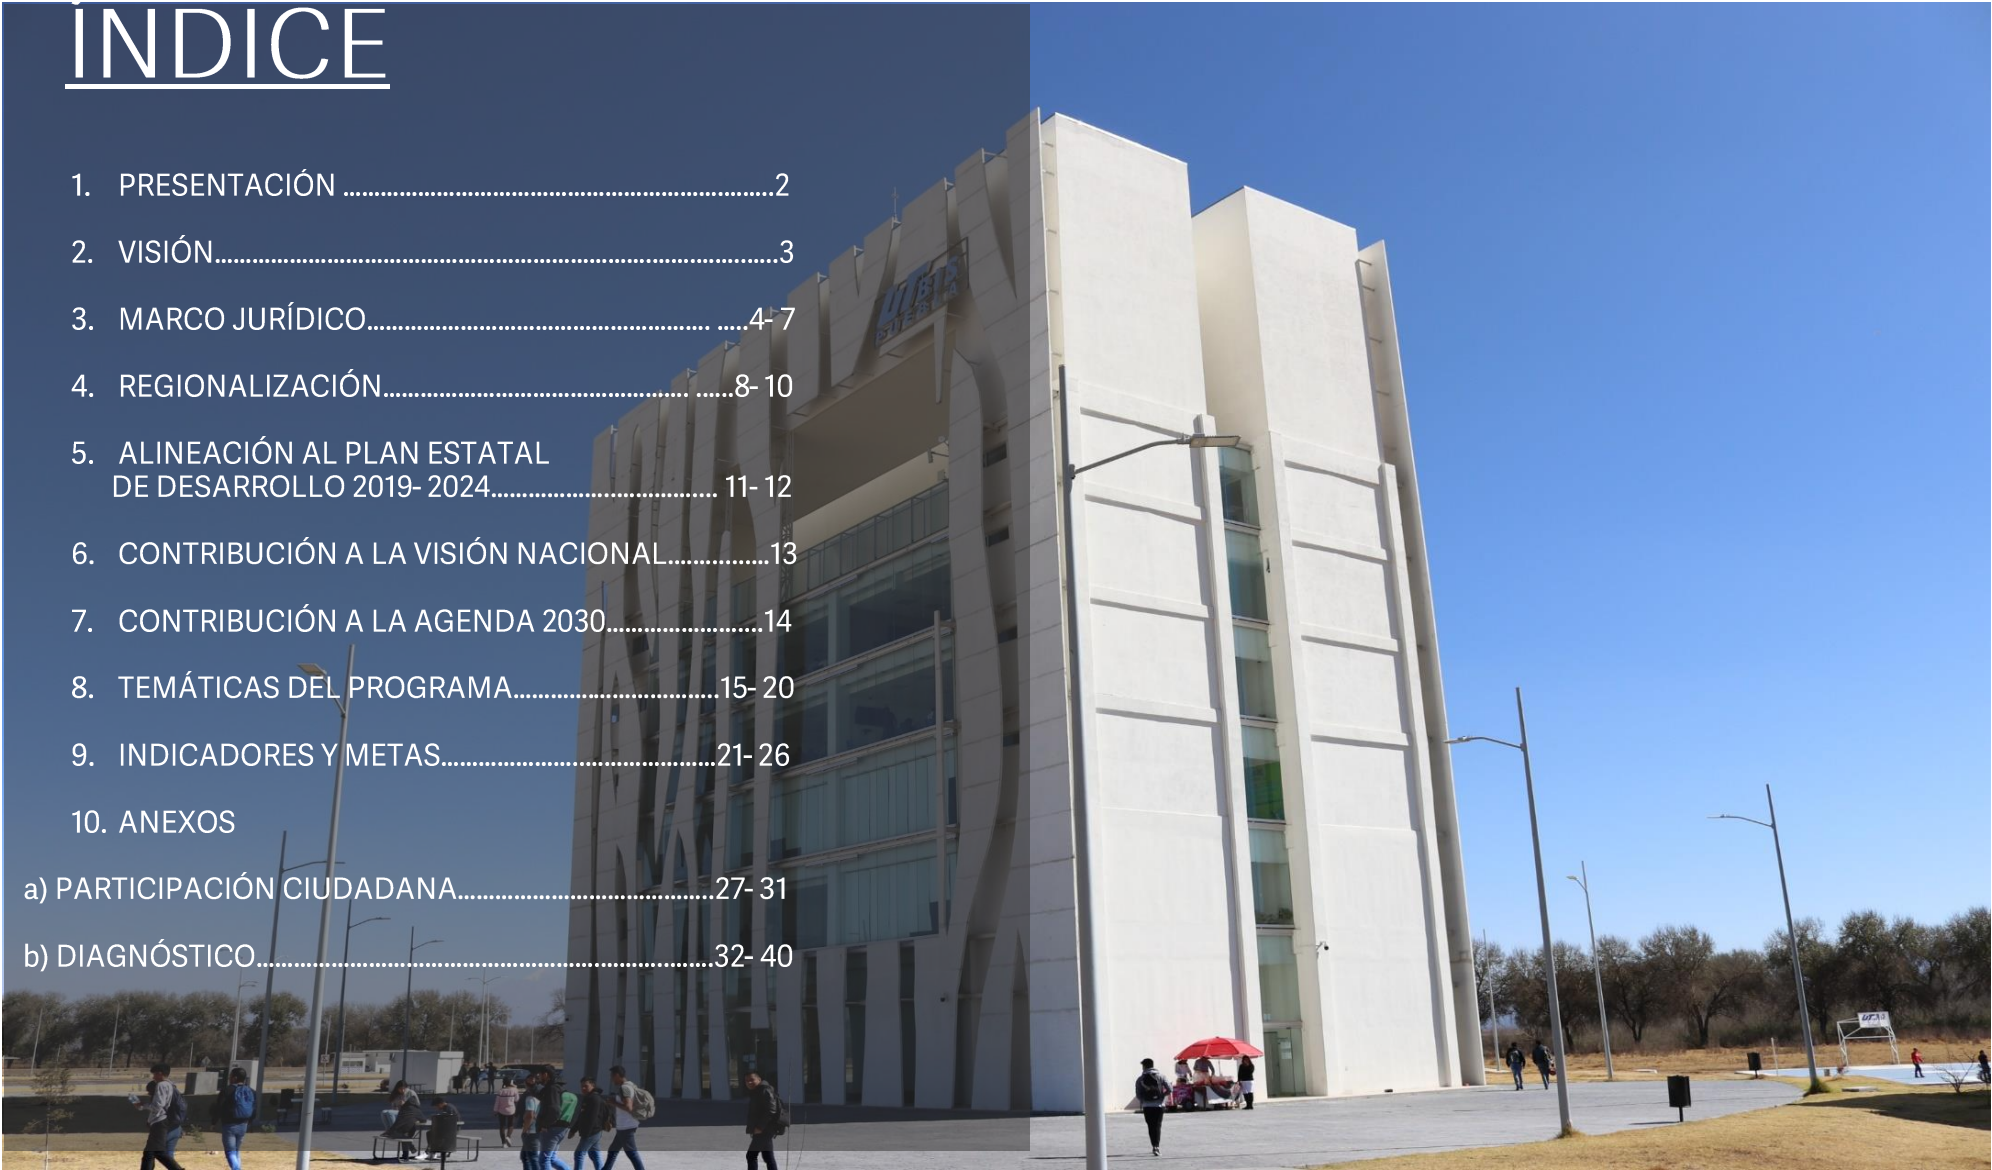 ÍNDICE
1. PRESENTACIÓN ...............................................................2
2. VISIÓN...............................................................................3
3. MARCO JURÍDICO................................................ .....4- 7
4. REGIONALIZACIÓN........................................... ......8- 10
5. ALINEACIÓN AL PLAN ESTATAL
DE DESARROLLO 2019- 2024................................ 11- 12
6. CONTRIBUCIÓN A LA VISIÓN NACIONAL...............13
7. CONTRIBUCIÓN A LA AGENDA 2030......................14
8. TEMÁTICAS DEL PROGRAMA.............................15- 20
9. INDICADORES Y METAS.......................................21- 26
10. ANEXOS
a) PARTICIPACIÓN CIUDADANA....................................27- 31
b) DIAGNÓSTICO................................................................32- 40
UTBIS
PUEBLA